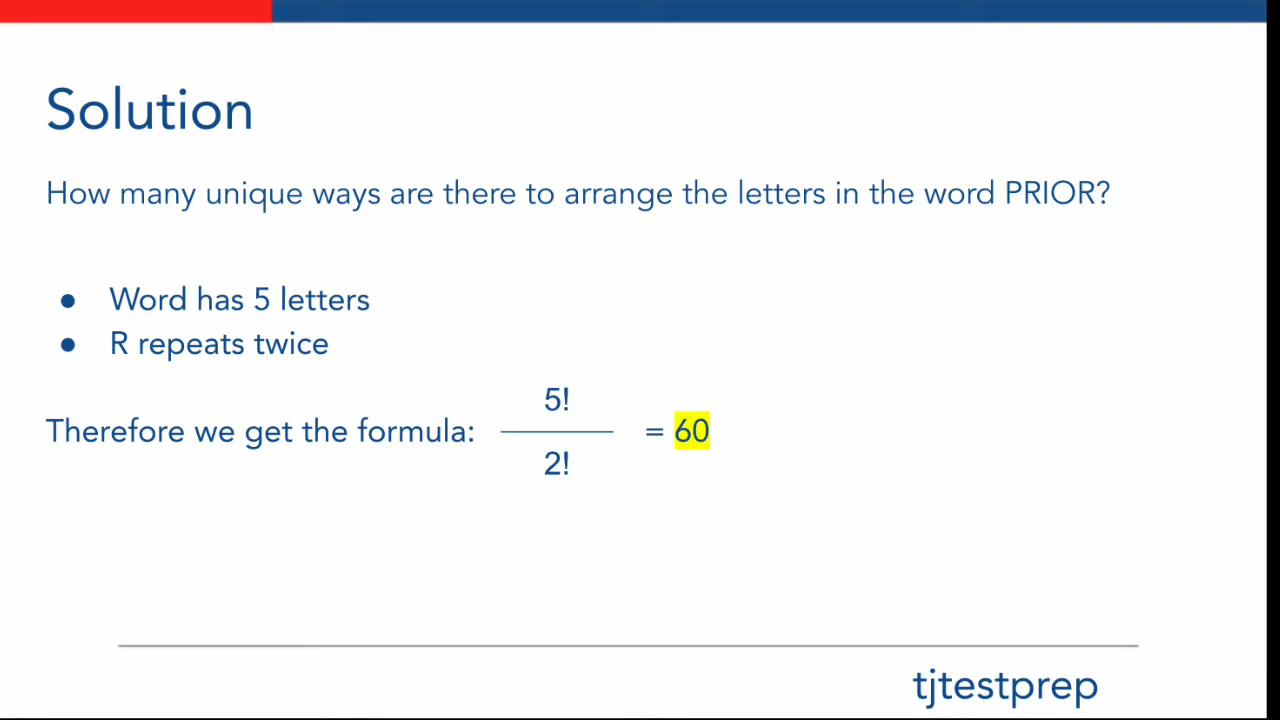 Solution
How many unique ways are there to arrange the letters in the word PRIOR?
● Word has 5 letters
● R repeats twice
5!
Therefore we get the formula: = 60
2!
tjtestprep